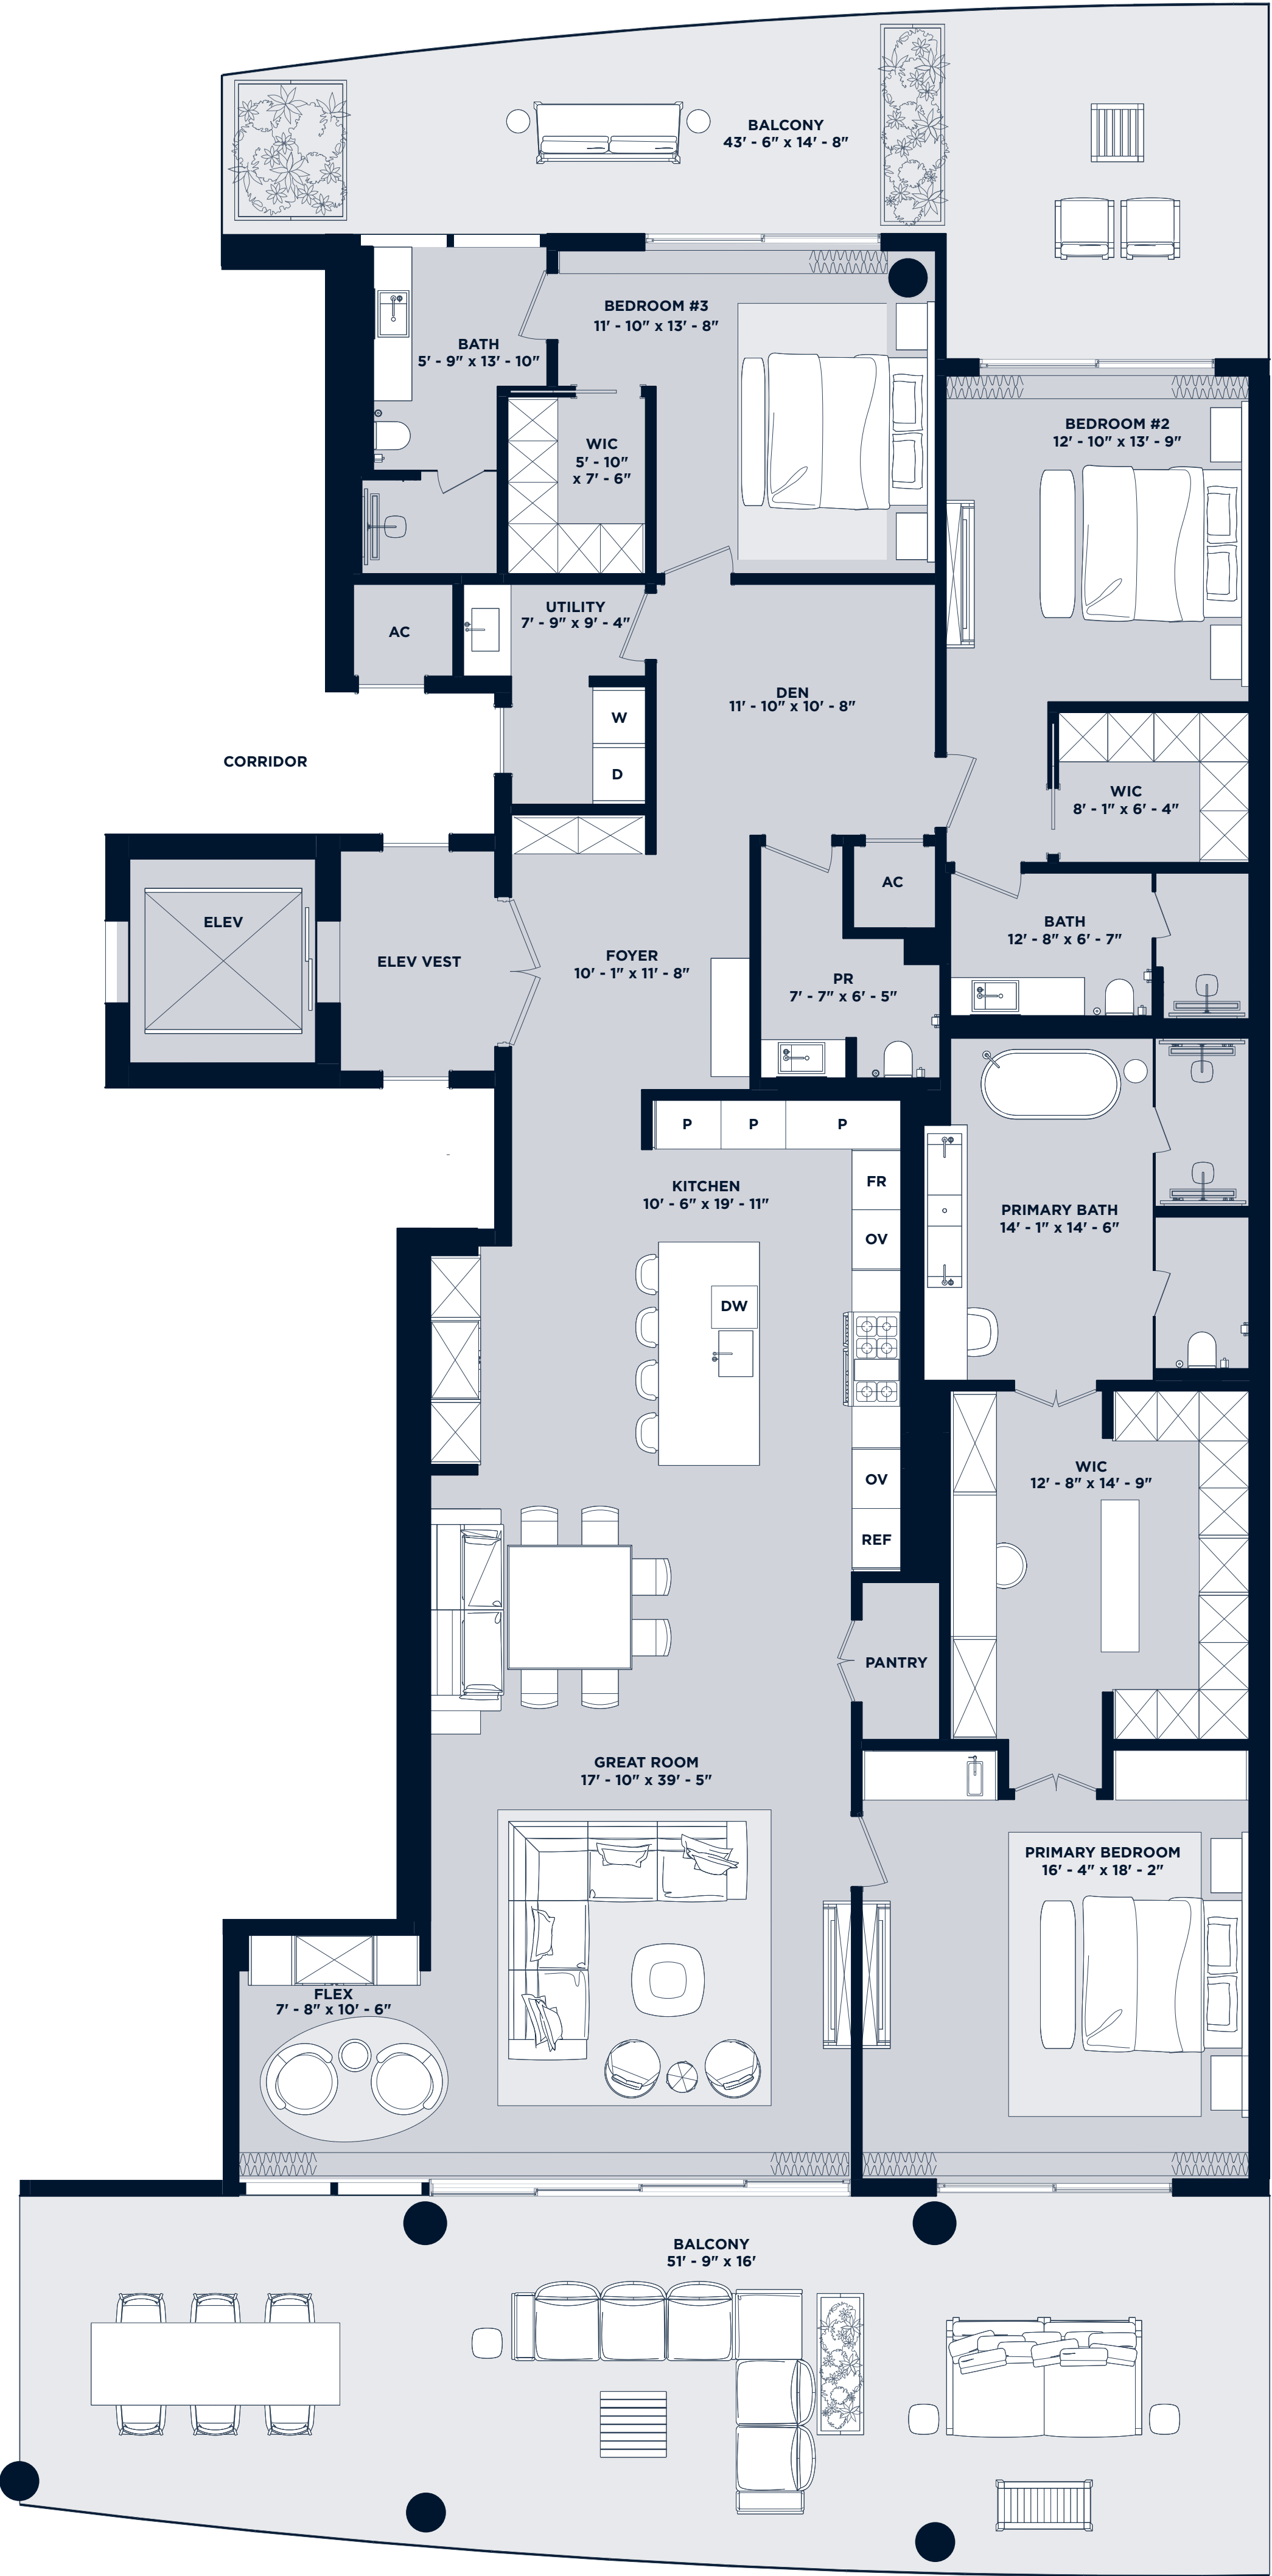 BALCONY
43' - 6" x 14' - 8"
BEDROOM #3
11' - 10" x 13' - 8"
BATH
5' - 9" x 13' - 10"
BEDROOM #2
12' - 10" x 13' - 9"
WIC
5' - 10"
x 7' - 6"
UTILITY
7' - 9" x 9' - 4"
AC
DEN
11' - 10" x 10' - 8"
W
D
CORRIDOR
WIC
8' - 1" x 6' - 4"
AC
ELEV
ELEV VEST
FOYER
10' - 1" x 11' - 8"
BATH
12' - 8" x 6' - 7"
PR
7' - 7" x 6' - 5"
P
P
P
KITCHEN
10' - 6" x 19' - 11"
FR
OV
PRIMARY BATH
14' - 1" x 14' - 6"
DW
WIC
12' - 8" x 14' - 9"
OV
REF
PANTRY
GREAT ROOM
17' - 10" x 39' - 5"
PRIMARY BEDROOM
16' - 4" x 18' - 2"
FLEX
7' - 8" x 10' - 6"
BALCONY
51' - 9" x 16'